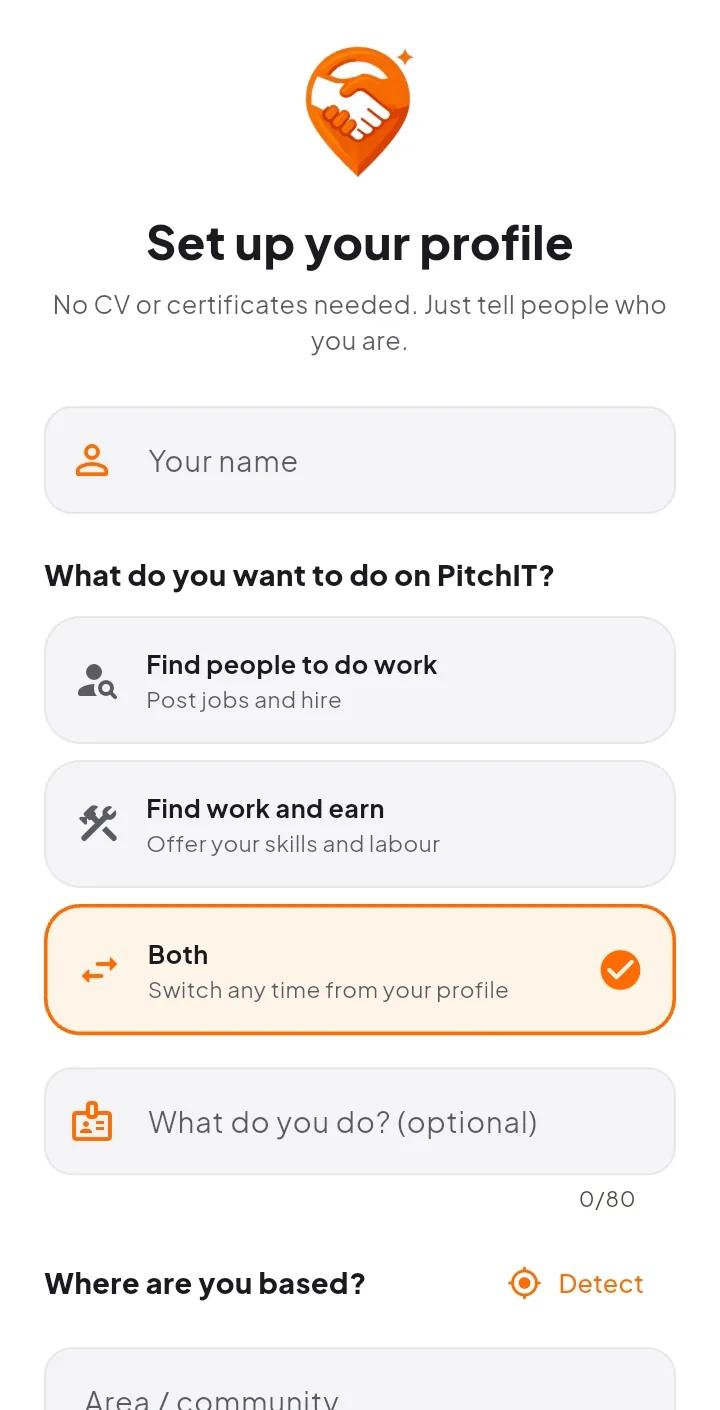 Set up your profile
No CV or certificates needed. Just tell people who
you are.
Your name
What do you want to do on PitchIT?
Find people to do work
Post jobs and hire
Find work and earn
Offer your skills and labour
Both
Switch any time from your profile
What do you do? (optional)
0/80
Where are you based?
Detect
Area / community